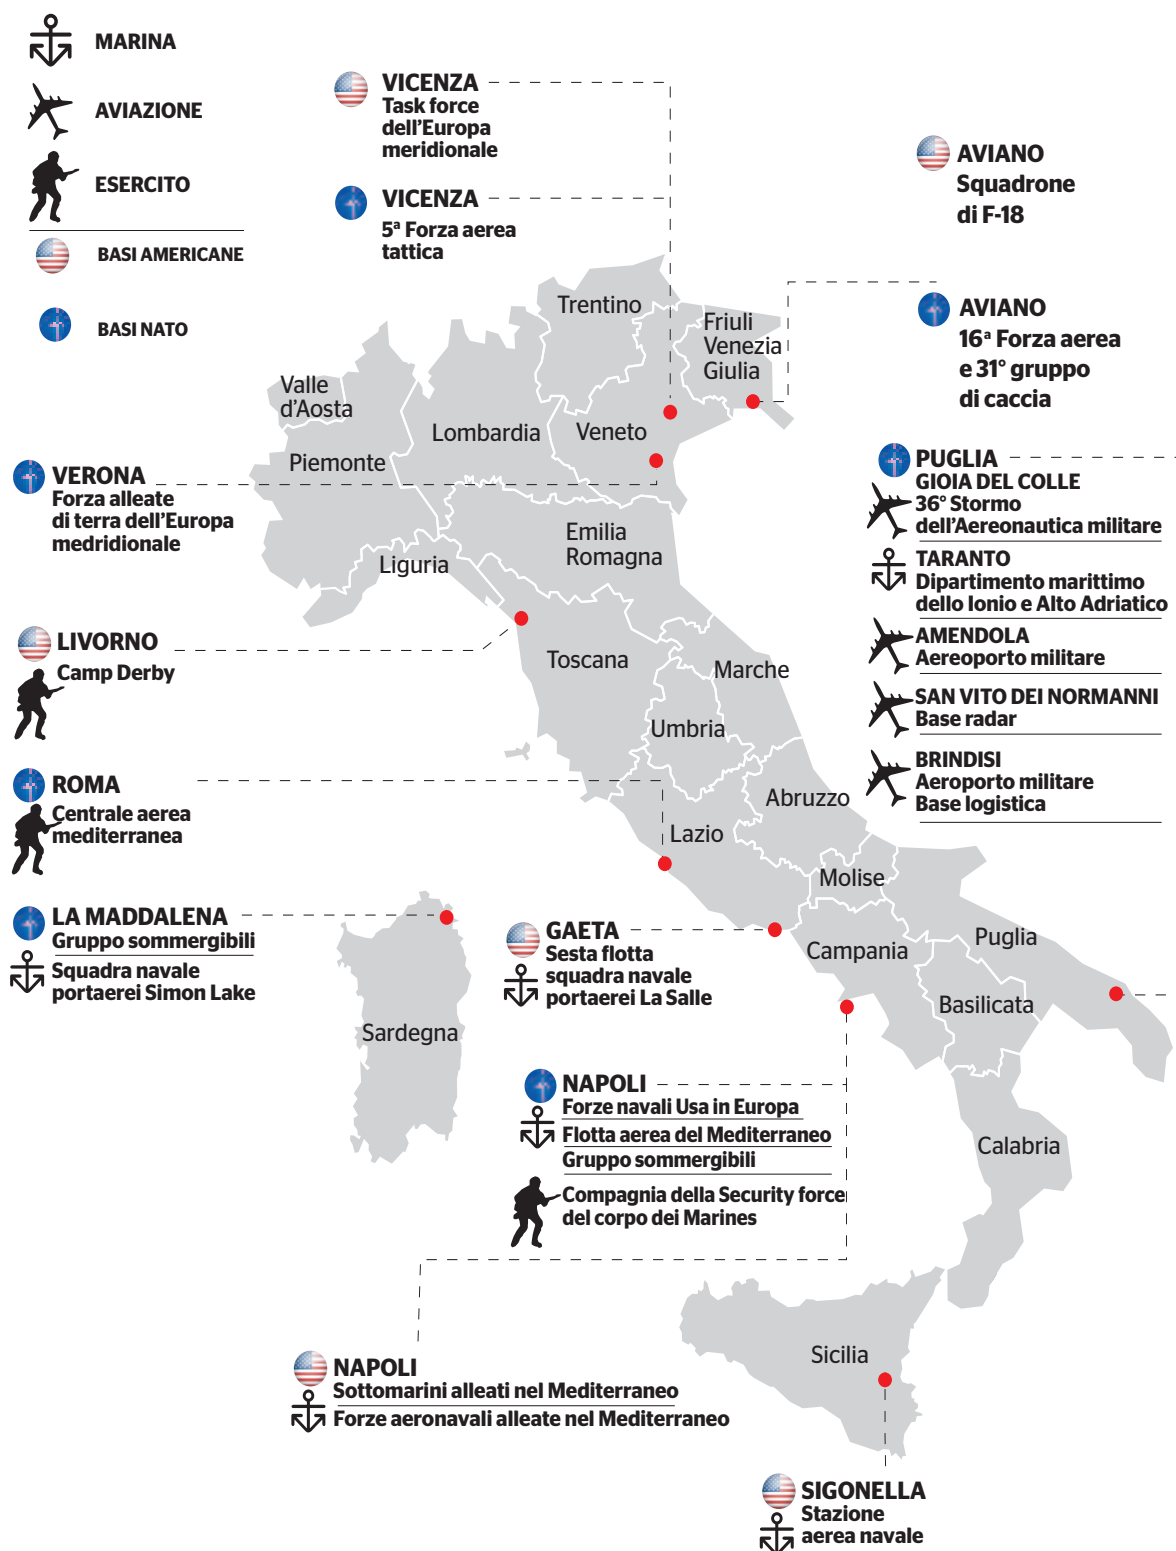 MARINA
AVIAZIONE
ESERCITO
BASI AMERICANE
BASI NATO
VICENZA
Task force
dell'Europa
meridionale
VICENZA
5ª Forza aerea
tattica
AVIANO
Squadrone
di F-18
AVIANO
16ª Forza aerea
e 31° gruppo
di caccia
Trentino
Friuli
Venezia
Giulia
Valle
d'Aosta
Lombardia
Veneto
Piemonte
Emilia
Romagna
Liguria
Toscana
Marche
Umbria
Abruzzo
Lazio
Molise
Campania
Puglia
Basilicata
Sardegna
Calabria
Sicilia
VERONA
Forza alleate
di terra dell'Europa
medridionale
LIVORNO
Camp Derby
ROMA
Centrale aerea
mediterranea
LA MADDALENA
Gruppo sommergibili
Squadra navale
portaerei Simon Lake
PUGLIA
GIOIA DEL COLLE
36° Stormo
dell'Aereonautica militare
TARANTO
Dipartimento marittimo
dello Ionio e Alto Adriatico
AMENDOLA
Aereoporto militare
SAN VITO DEI NORMANNI
Base radar
BRINDISI
Aeroporto militare
Base logistica
GAETA
Sesta flotta
squadra navale
portaerei La Salle
NAPOLI
Forze navali Usa in Europa
Flotta aerea del Mediterraneo
Gruppo sommergibili
Compagnia della Security force
del corpo dei Marines
NAPOLI
Sottomarini alleati nel Mediterraneo
Forze aeronavali alleate nel Mediterraneo
SIGONELLA
Stazione
aerea navale